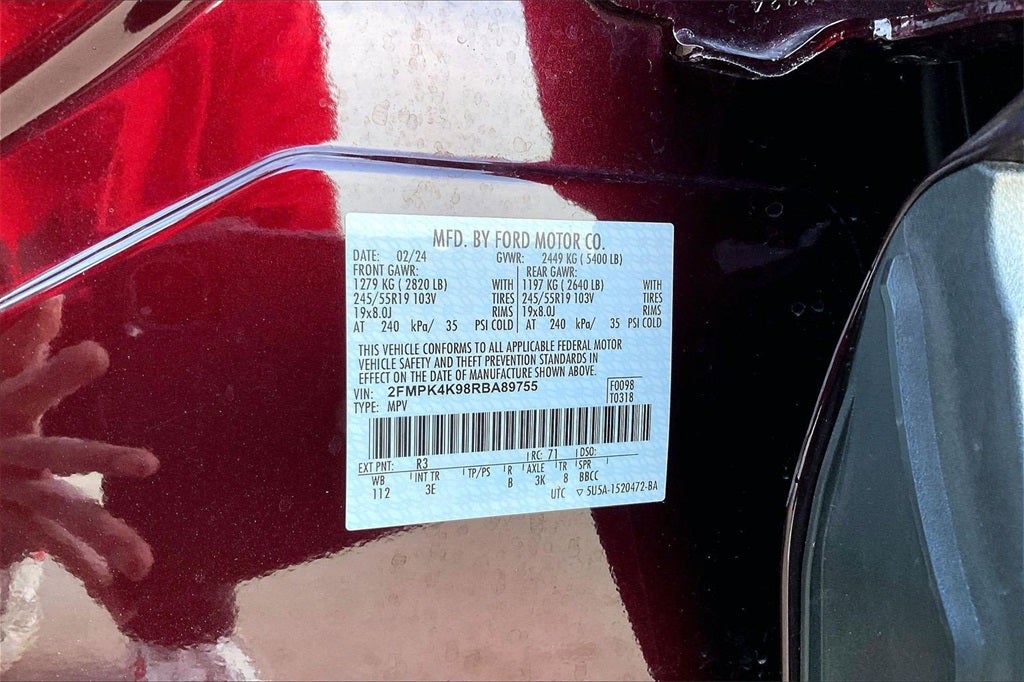 MFD. BY FORD MOTOR CO.
DATE: 02/24 GVWR: 2449 KG ( 5400 LB)
FRONT GAWR: REAR GAWR:
1279 KG ( 2820 LB) WITH 1197 KG ( 2640 LB) WITH
245/55R19 103V TIRES 245/55R19 103V TIRES
19x8.0J RIMS 19x8.0J RIMS
AT 240 kPa/ 35 PSI COLD AT 240 kPa/ 35 PSI COLD
THIS VEHICLE CONFORMS TO ALL APPLICABLE FEDERAL MOTOR
VEHICLE SAFETY AND THEFT PREVENTION STANDARDS IN
EFFECT ON THE DATE OF MANUFACTURE SHOWN ABOVE.
VIN: 2FMPK4K98RBA89755 F0098
TYPE: MPV T0318
EXT PNT: R3 RC: 71 DSO:
WB INT TR TP/PS R AXLE TR SPR
112 3E B 3K 8 BBCC
UTC ▽ 5U5A-1520472-BA